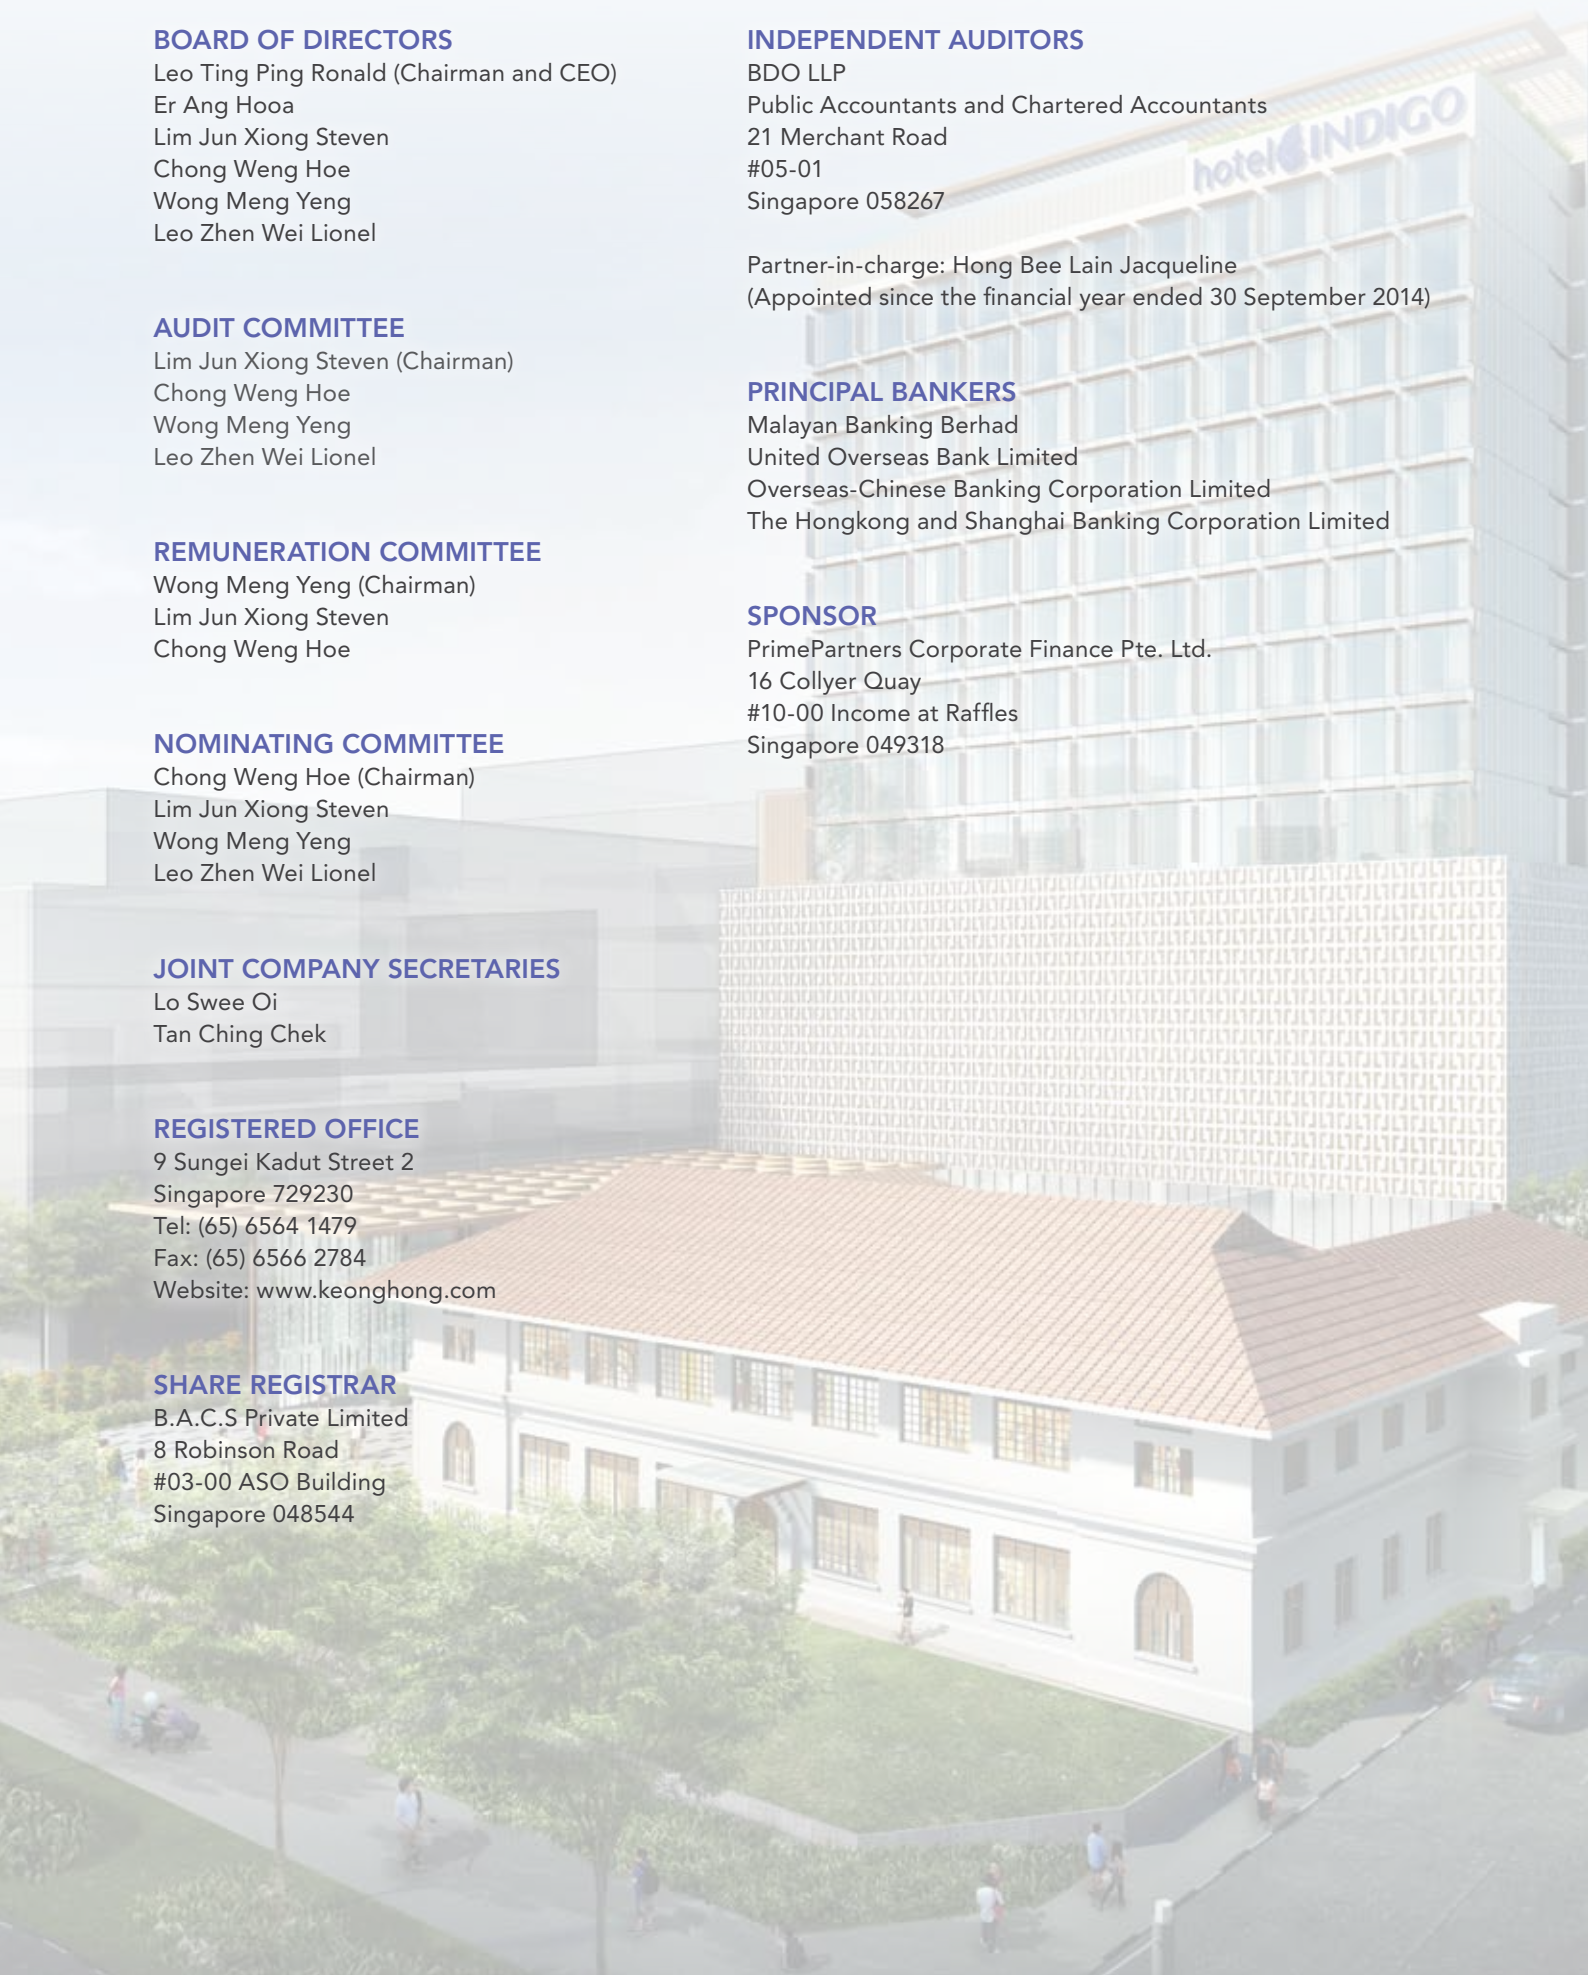 BOARD OF DIRECTORS
Leo Ting Ping Ronald (Chairman and CEO)
Er Ang Hooa
Lim Jun Xiong Steven
Chong Weng Hoe
Wong Meng Yeng
Leo Zhen Wei Lionel
AUDIT COMMITTEE
Lim Jun Xiong Steven (Chairman)
Chong Weng Hoe
Wong Meng Yeng
Leo Zhen Wei Lionel
REMUNERATION COMMITTEE
Wong Meng Yeng (Chairman)
Lim Jun Xiong Steven
Chong Weng Hoe
NOMINATING COMMITTEE
Chong Weng Hoe (Chairman)
Lim Jun Xiong Steven
Wong Meng Yeng
Leo Zhen Wei Lionel
JOINT COMPANY SECRETARIES
Lo Swee Oi
Tan Ching Chek
REGISTERED OFFICE
9 Sungei Kadut Street 2
Singapore 729230
Tel: (65) 6564 1479
Fax: (65) 6566 2784
Website: www.keonghong.com
SHARE REGISTRAR
B.A.C.S Private Limited
8 Robinson Road
#03-00 ASO Building
Singapore 048544
INDEPENDENT AUDITORS
BDO LLP
Public Accountants and Chartered Accountants
21 Merchant Road
#05-01
Singapore 058267
Partner-in-charge: Hong Bee Lain Jacqueline
(Appointed since the financial year ended 30 September 2014)
PRINCIPAL BANKERS
Malayan Banking Berhad
United Overseas Bank Limited
Overseas-Chinese Banking Corporation Limited
The Hongkong and Shanghai Banking Corporation Limited
SPONSOR
PrimePartners Corporate Finance Pte. Ltd.
16 Collyer Quay
#10-00 Income at Raffles
Singapore 049318
hotel INDIGO